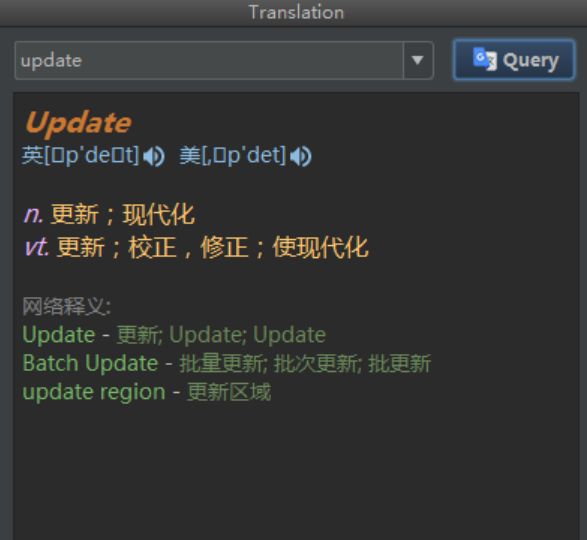 Translation
update
Query
Update
英[▯p'de▯t] 美[,▯p'det]
n. 更新；现代化
vt. 更新；校正，修正；使现代化
网络释义:
Update - 更新; Update; Update
Batch Update - 批量更新; 批次更新; 批更新
update region - 更新区域